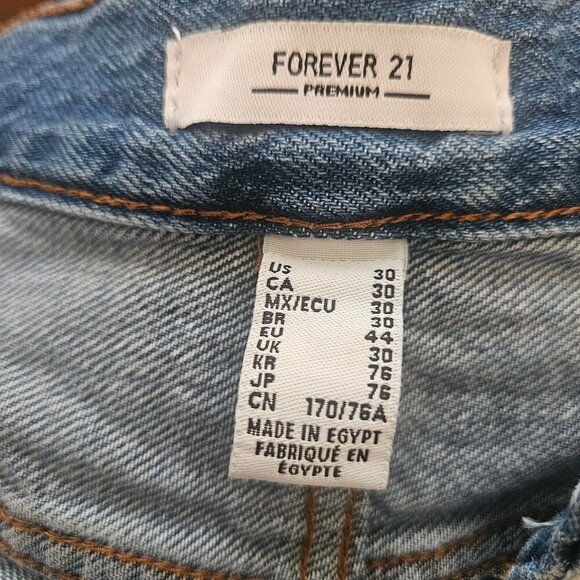 FOREVER 21
PREMIUM
US 30
CA 30
MX/ECU 30
BR 30
EU 44
UK 30
KR 76
JP 76
CN 170/76A
MADE IN EGYPT
FABRIQUÉ EN
ÉGYPTE